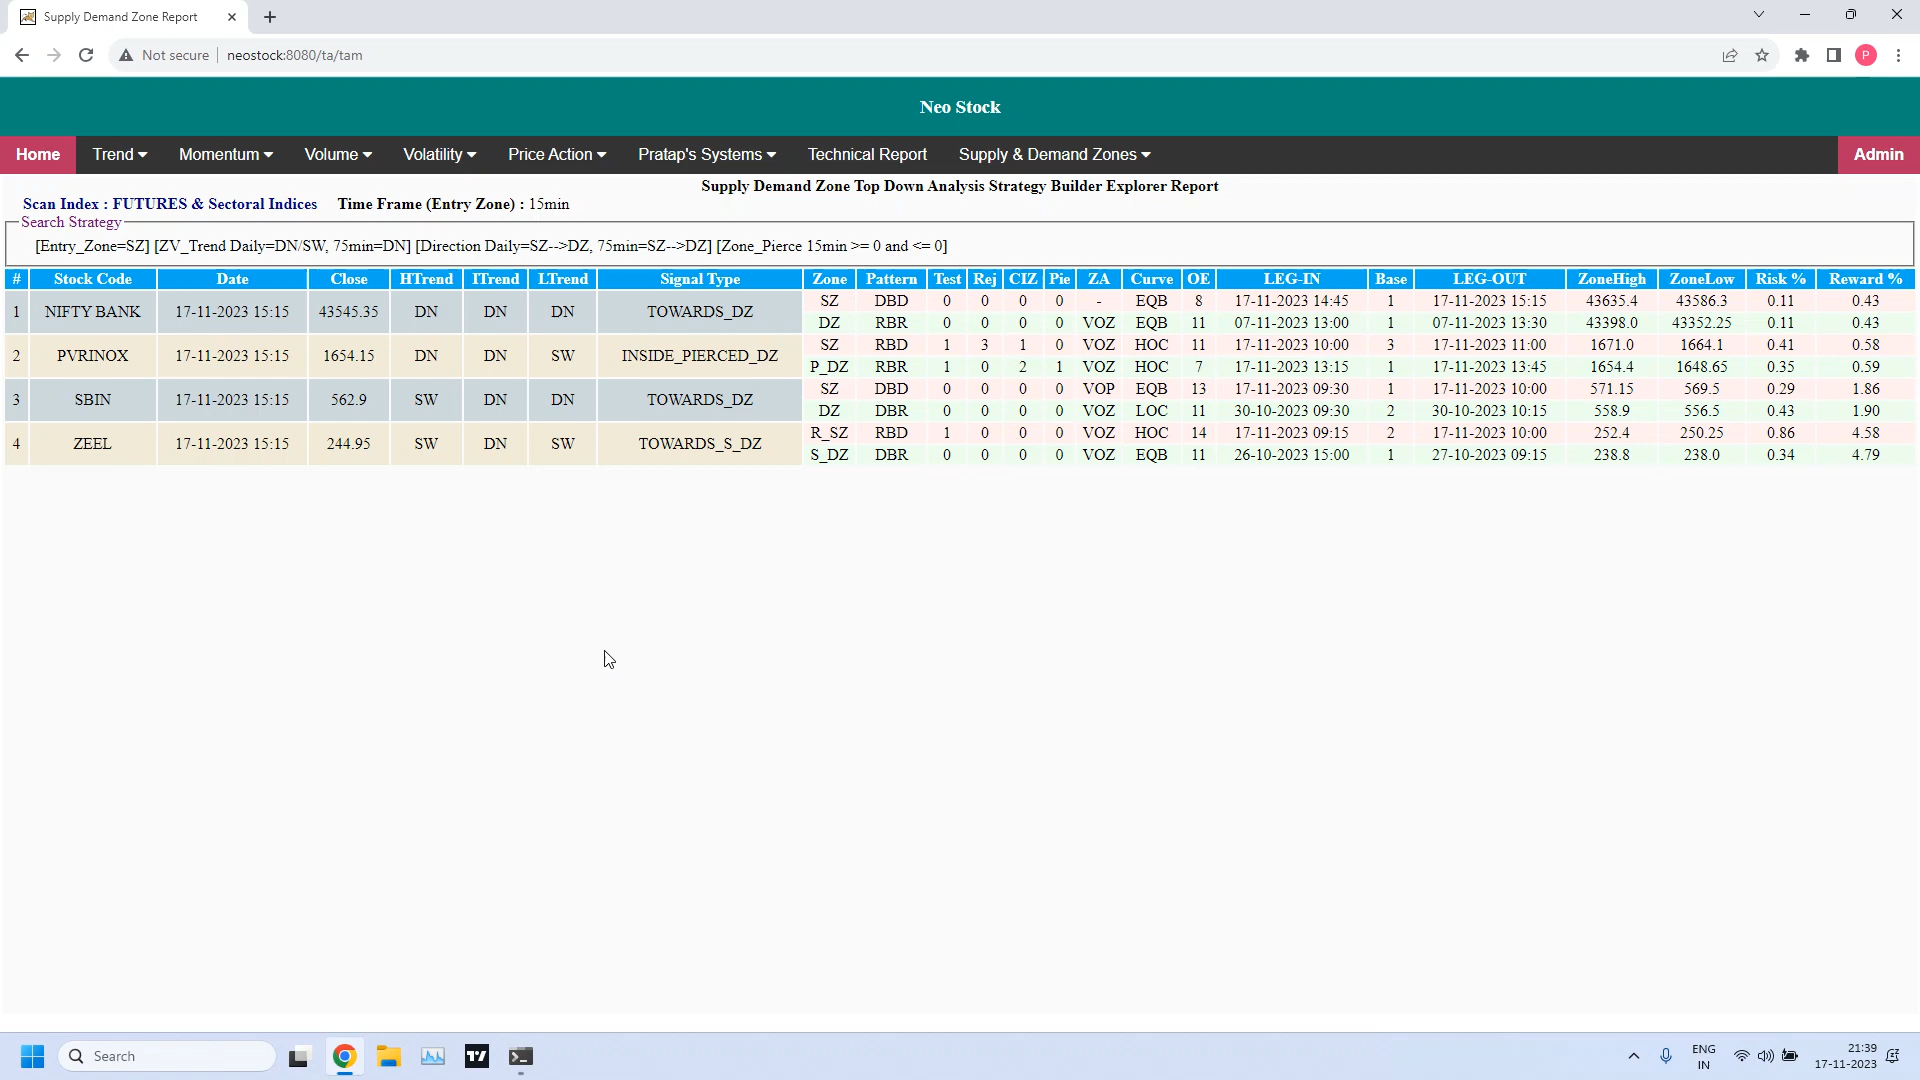 Supply Demand Zone Report
Not secure neostock:8080/ta/tam
P
Neo Stock
Home Trend Momentum Volume Volatility Price Action Pratap's Systems Technical Report Supply & Demand Zones Admin
Supply Demand Zone Top Down Analysis Strategy Builder Explorer Report
Scan Index : FUTURES & Sectoral Indices Time Frame (Entry Zone) : 15min
Search Strategy
[Entry_Zone=SZ] [ZV_Trend Daily=DN/SW, 75min=DN] [Direction Daily=SZ-->DZ, 75min=SZ-->DZ] [Zone_Pierce 15min >= 0 and <= 0]
# Stock Code Date Close HTrend ITrend LTrend Signal Type Zone Pattern Test Rej CIZ Pie ZA Curve OE LEG-IN Base LEG-OUT ZoneHigh ZoneLow Risk % Reward %
1 NIFTY BANK 17-11-2023 15:15 43545.35 DN DN DN TOWARDS_DZ SZ DBD 0 0 0 0 - EQB 8 17-11-2023 14:45 1 17-11-2023 15:15 43635.4 43586.3 0.11 0.43
DZ RBR 0 0 0 0 VOZ EQB 11 07-11-2023 13:00 1 07-11-2023 13:30 43398.0 43352.25 0.11 0.43
2 PVRINOX 17-11-2023 15:15 1654.15 DN DN SW INSIDE_PIERCED_DZ SZ RBD 1 3 1 0 VOZ HOC 11 17-11-2023 10:00 3 17-11-2023 11:00 1671.0 1664.1 0.41 0.58
P_DZ RBR 1 0 2 1 VOZ HOC 7 17-11-2023 13:15 1 17-11-2023 13:45 1654.4 1648.65 0.35 0.59
3 SBIN 17-11-2023 15:15 562.9 SW DN DN TOWARDS_DZ SZ DBD 0 0 0 0 VOP EQB 13 17-11-2023 09:30 1 17-11-2023 10:00 571.15 569.5 0.29 1.86
DZ DBR 0 0 0 0 VOZ LOC 11 30-10-2023 09:30 2 30-10-2023 10:15 558.9 556.5 0.43 1.90
4 ZEEL 17-11-2023 15:15 244.95 SW DN SW TOWARDS_S_DZ R_SZ RBD 1 0 0 0 VOZ HOC 14 17-11-2023 09:15 2 17-11-2023 10:00 252.4 250.25 0.86 4.58
S_DZ DBR 0 0 0 0 VOZ EQB 11 26-10-2023 15:00 1 27-10-2023 09:15 238.8 238.0 0.34 4.79
Search
ENG
IN
21:39
17-11-2023